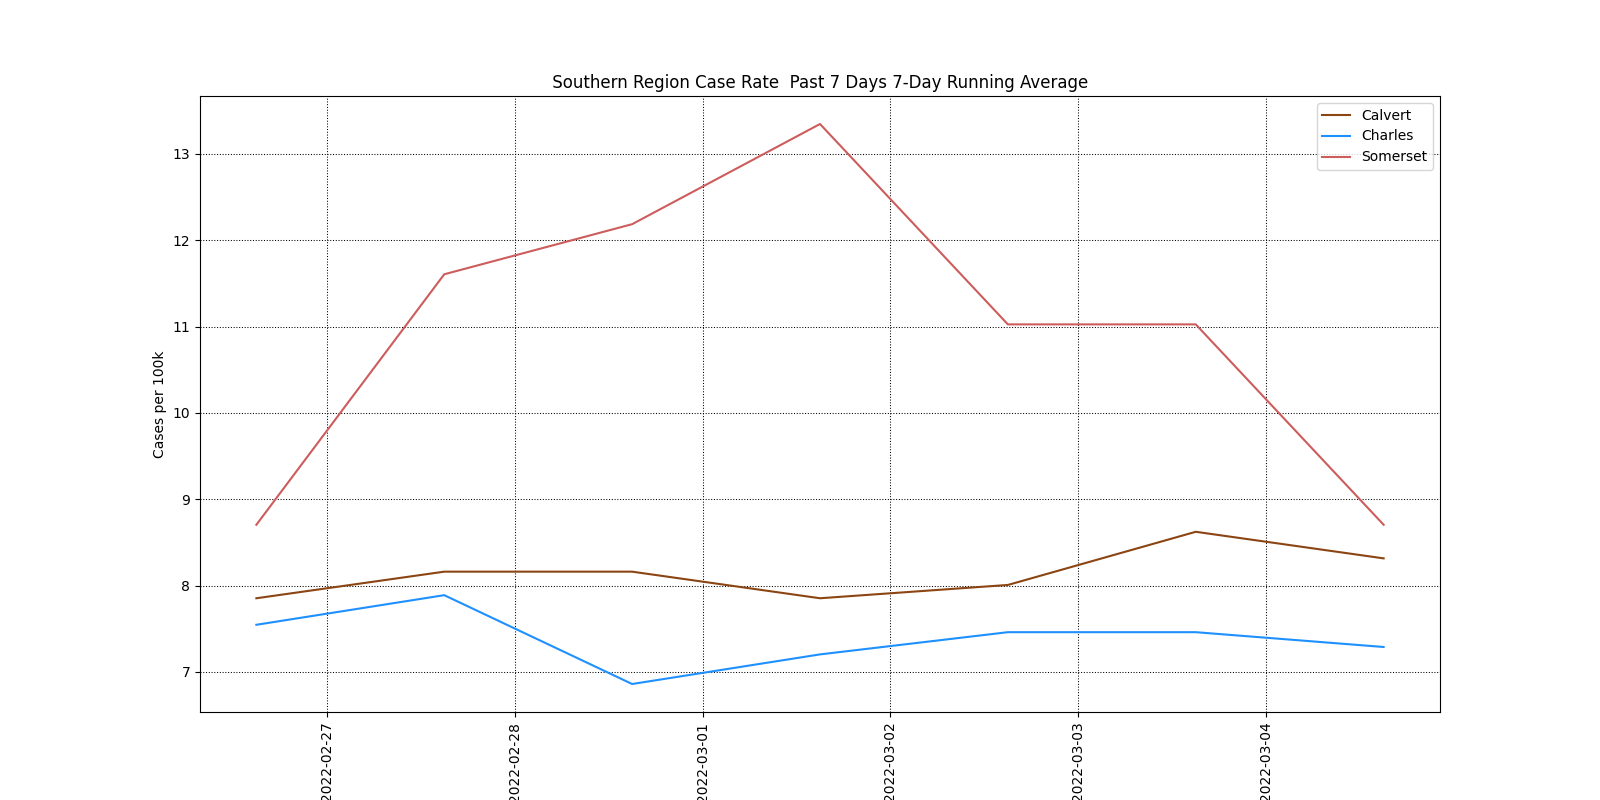 Southern Region Case Rate  Past 7 Days 7-Day Running Average
Calvert
Charles
Somerset
13
12
11
10
9
8
7
Cases per 100k
2022-02-27
2022-02-28
2022-03-01
2022-03-02
2022-03-03
2022-03-04